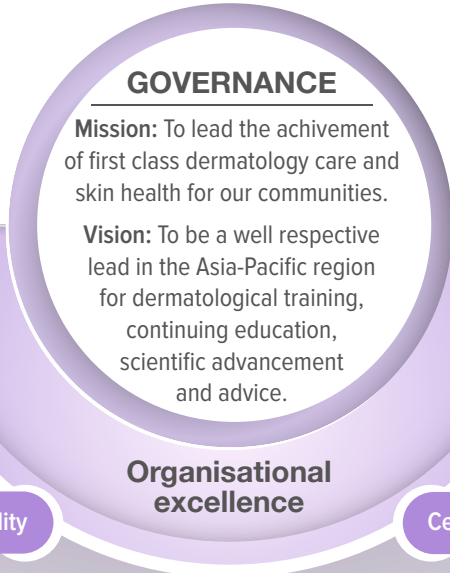 GOVERNANCE
Mission: To lead the achivement
of first class dermatology care and
skin health for our communities.
Vision: To be a well respective
lead in the Asia-Pacific region
for dermatological training,
continuing education,
scientific advancement
and advice.
Organisational
excellence
lity
Ce